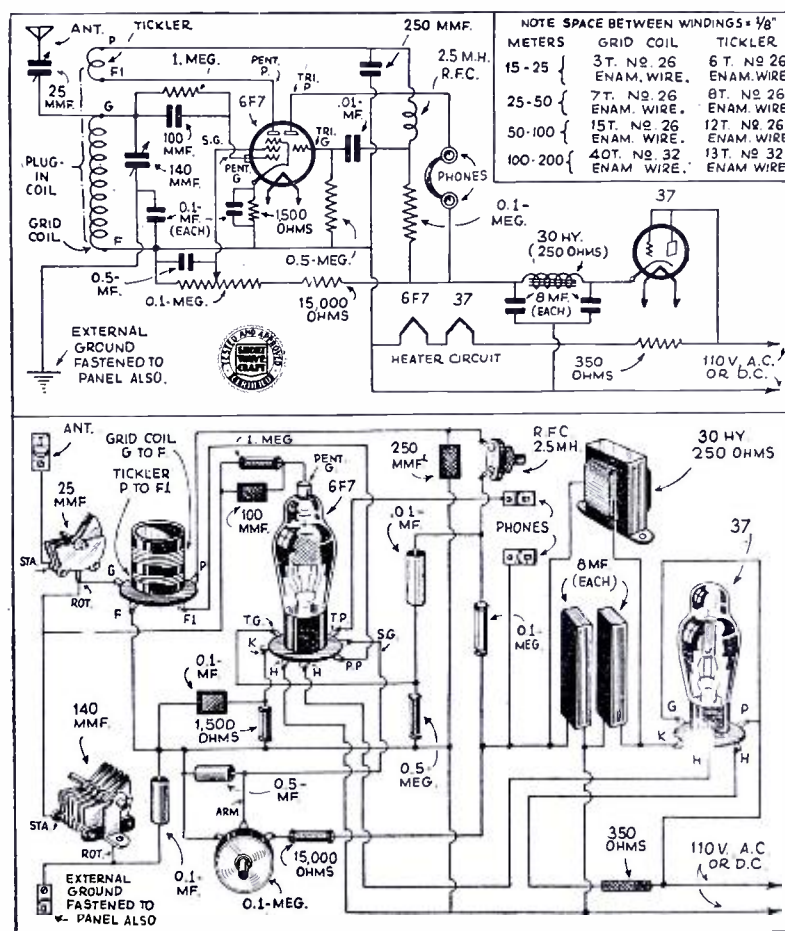 ANT.
TICKLER
P
F1
25 MMF.
1. MEG.
PENT. P.
TRI. P
250 MMF.
2.5 M.H. R.F.C.
6F7
.01- MF.
G
100 MMF.
S.G.
TRI. G
PLUG- IN COIL
140 MMF.
PENT. G
PHONES
0.1- MF. (EACH)
1,500 OHMS
0.1- MEG.
GRID COIL
F
0.5- MF.
0.5-MEG.
0.1-MEG.
15,000 OHMS
30 HY. (250 OHMS)
37
6F7
37
8 MF. (EACH)
EXTERNAL GROUND FASTENED TO PANEL ALSO.
TESTED AND APPROVED
SHORT WAVE CRAFT
CERTIFIED
HEATER CIRCUIT
350 OHMS
110 V. A.C. OR D.C.
NOTE SPACE BETWEEN WINDINGS = 1/8"
METERS GRID COIL TICKLER
15-25 { 3 T. NO. 26 ENAM. WIRE. 6 T. NO. 26 ENAM. WIRE
25-50 { 7T. NO. 26 ENAM. WIRE. 8T. NO. 26 ENAM. WIRE
50-100 { 15T. NO. 26 ENAM. WIRE. 12T. NO. 26 ENAM. WIRE
100-200 { 40T. NO. 32 ENAM WIRE. 13T NO. 32 ENAM. WIRE
ANT.
GRID COIL G TO F
TICKLER P TO F1
25 MMF
1. MEG
PENT. G
6F7
100 MMF.
250 MMF.
R.F.C 2.5 M.H.
30 HY 250 OHMS
.01- MF.
PHONES
STA.
ROT.
G
P
F
F1
T.G.
T.P.
K
S.G.
P.P
H
H
8 MF. (EACH)
37
0.1- MEG.
140 MMF.
0.1- MF
1,500 OHMS
0.5- MF.
0.5 MEG.
G
P
K
H
H
STA.
ROT.
ARM
0.1- MF.
15,000 OHMS
0.1-MEG.
350 OHMS
110 V. A.C OR D.C
EXTERNAL GROUND FASTENED TO PANEL ALSO